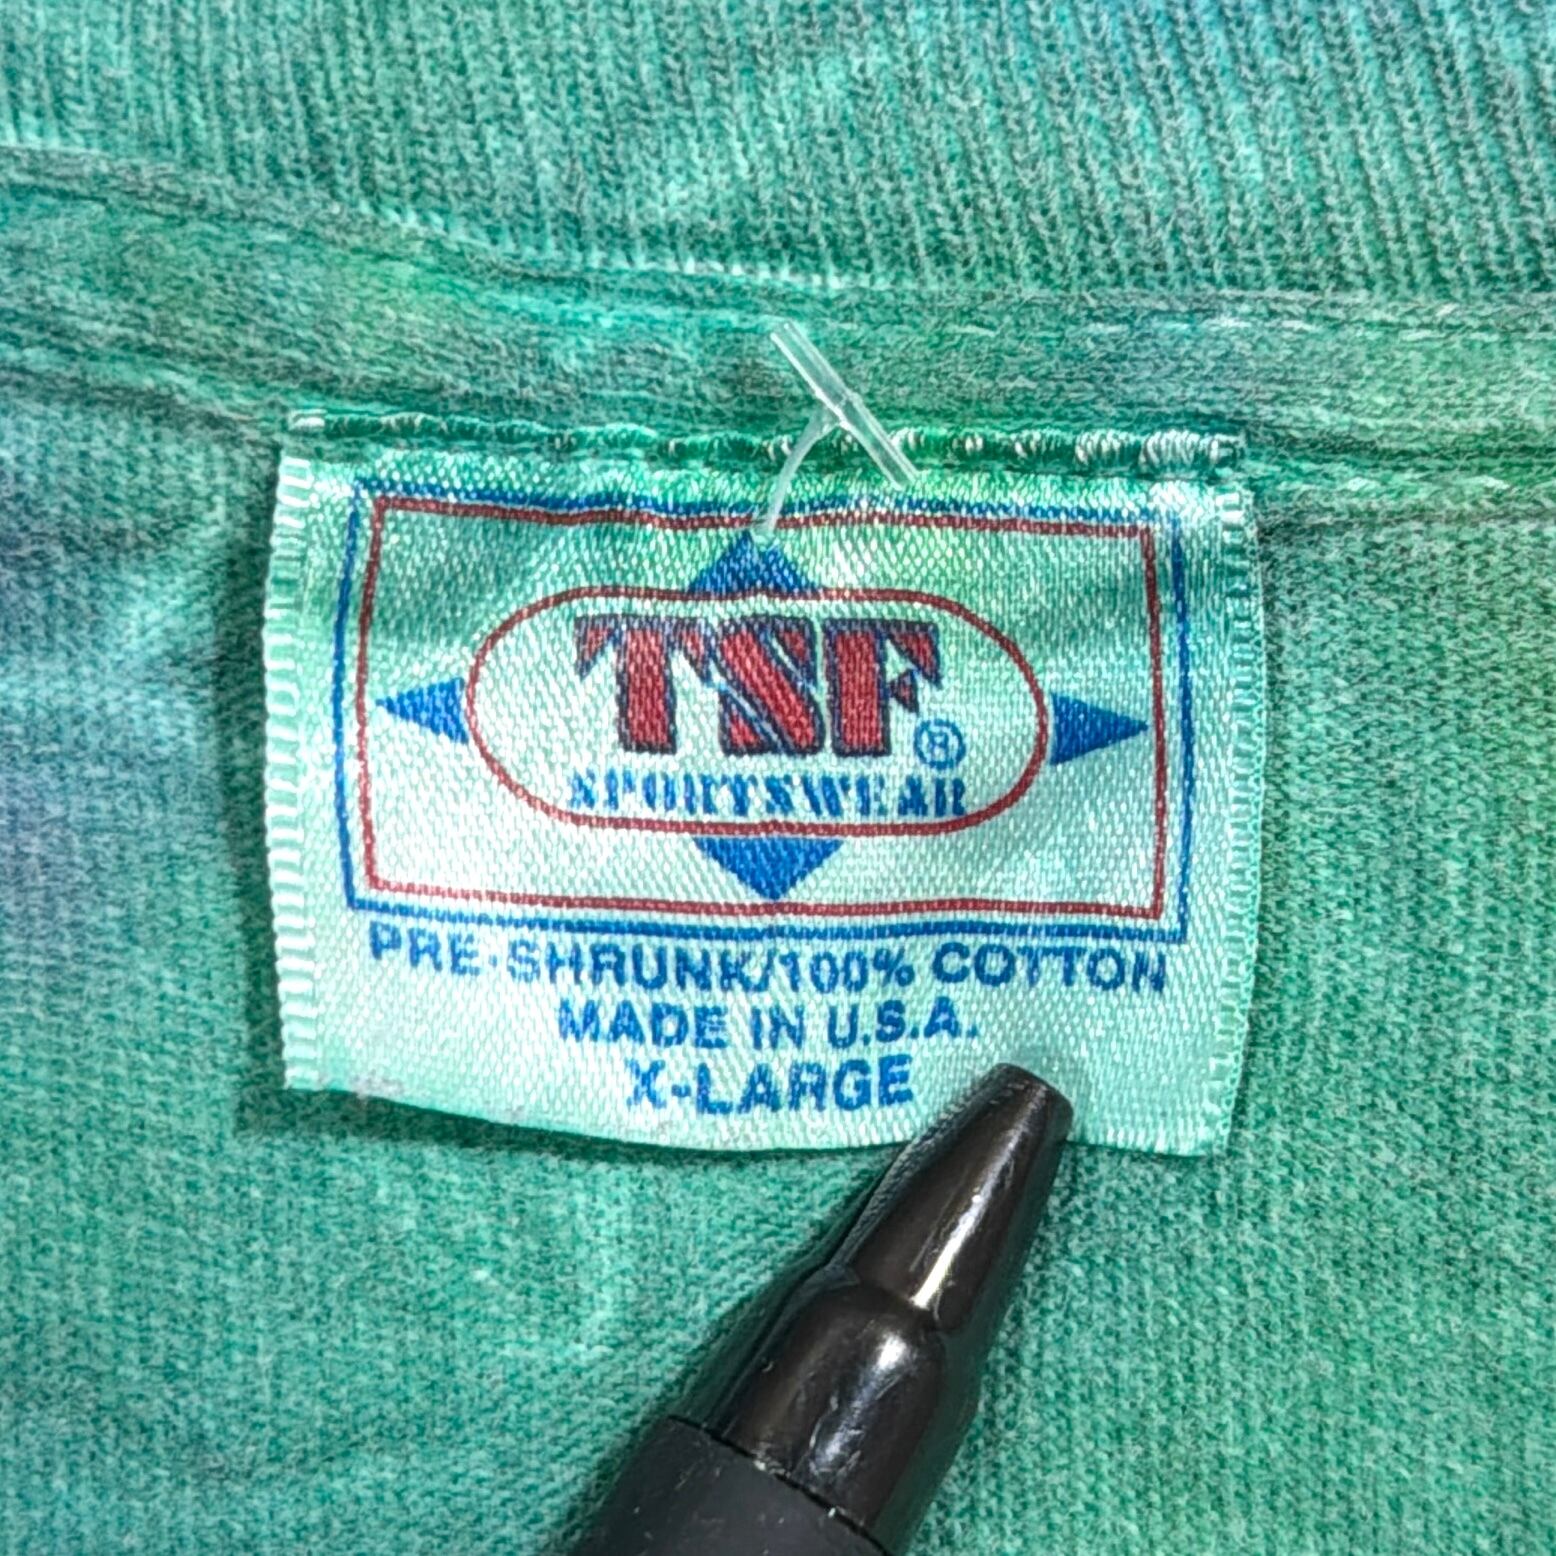 TSF®
SPORTSWEAR
PRE-SHRUNK/100% COTTON
MADE IN U.S.A.
X-LARGE